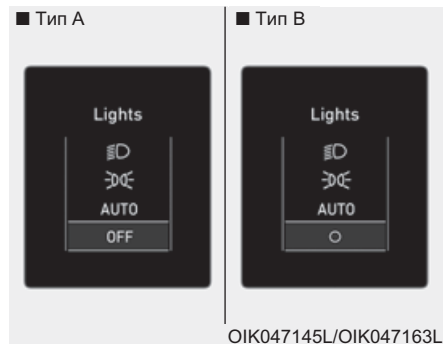 ■ Тип A
■ Тип B
Lights
AUTO
OFF
Lights
AUTO
OIK047145L/OIK047163L